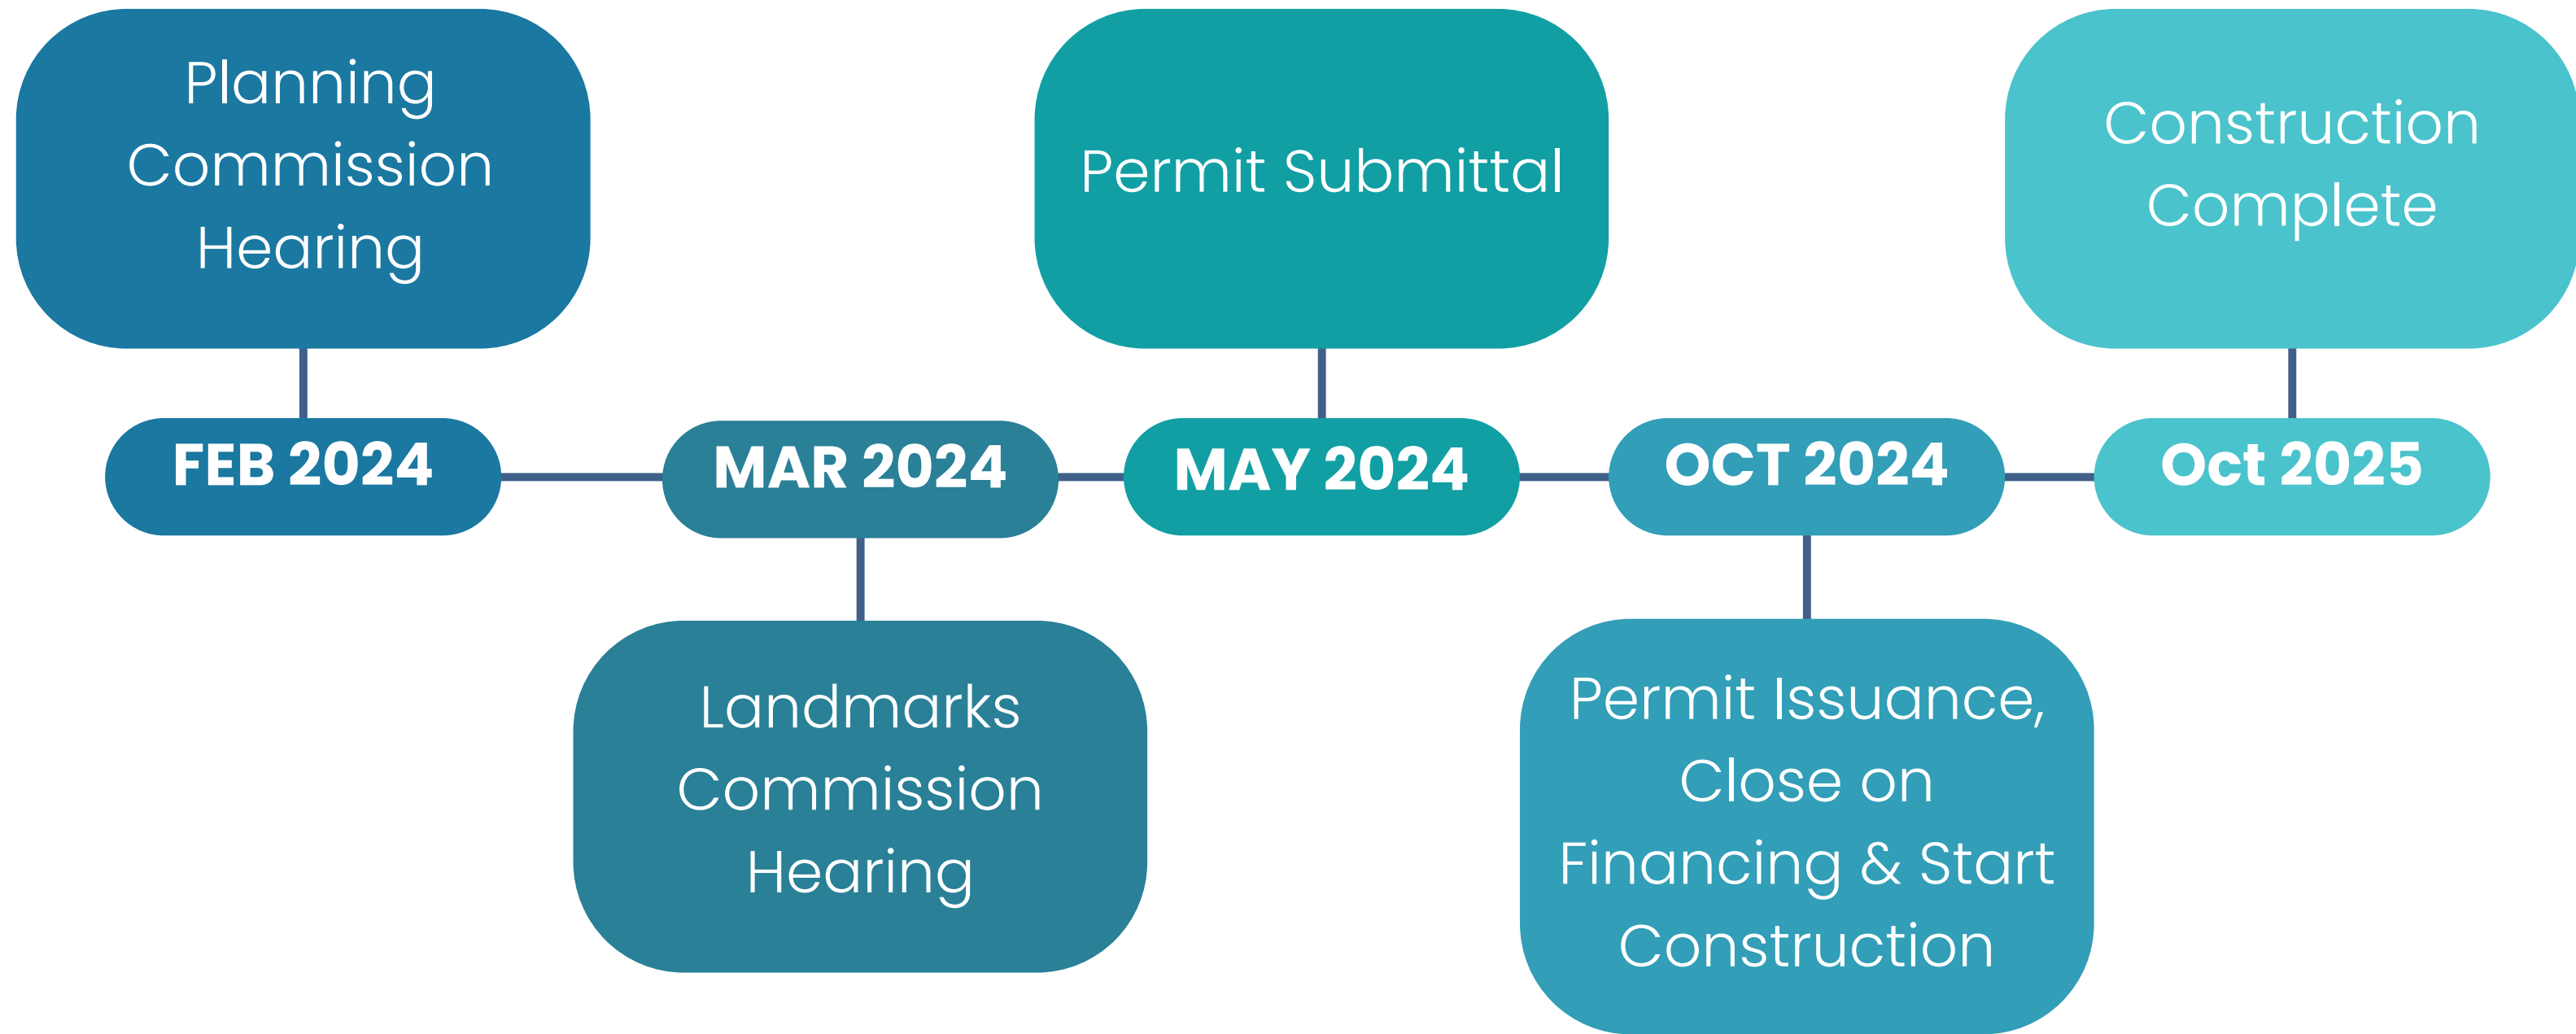 Planning
Commission
Hearing
FEB 2024
MAR 2024
Landmarks
Commission
Hearing
Permit Submittal
MAY 2024
OCT 2024
Permit Issuance,
Close on
Financing & Start
Construction
Construction
Complete
Oct 2025